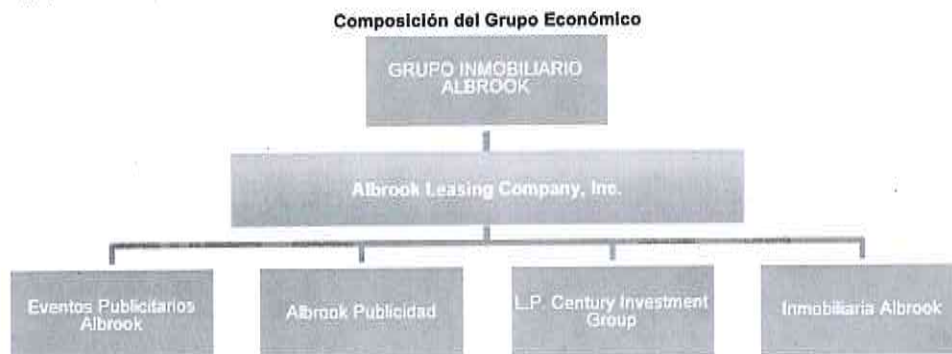 Composición del Grupo Económico
GRUPO INMOBILIARIO
ALBROOK
Albrook Leasing Company, Inc.
Eventos Publicitarios
Albrook
Albrook Publicidad
L.P. Century Investment
Group
Inmobiliaria Albrook